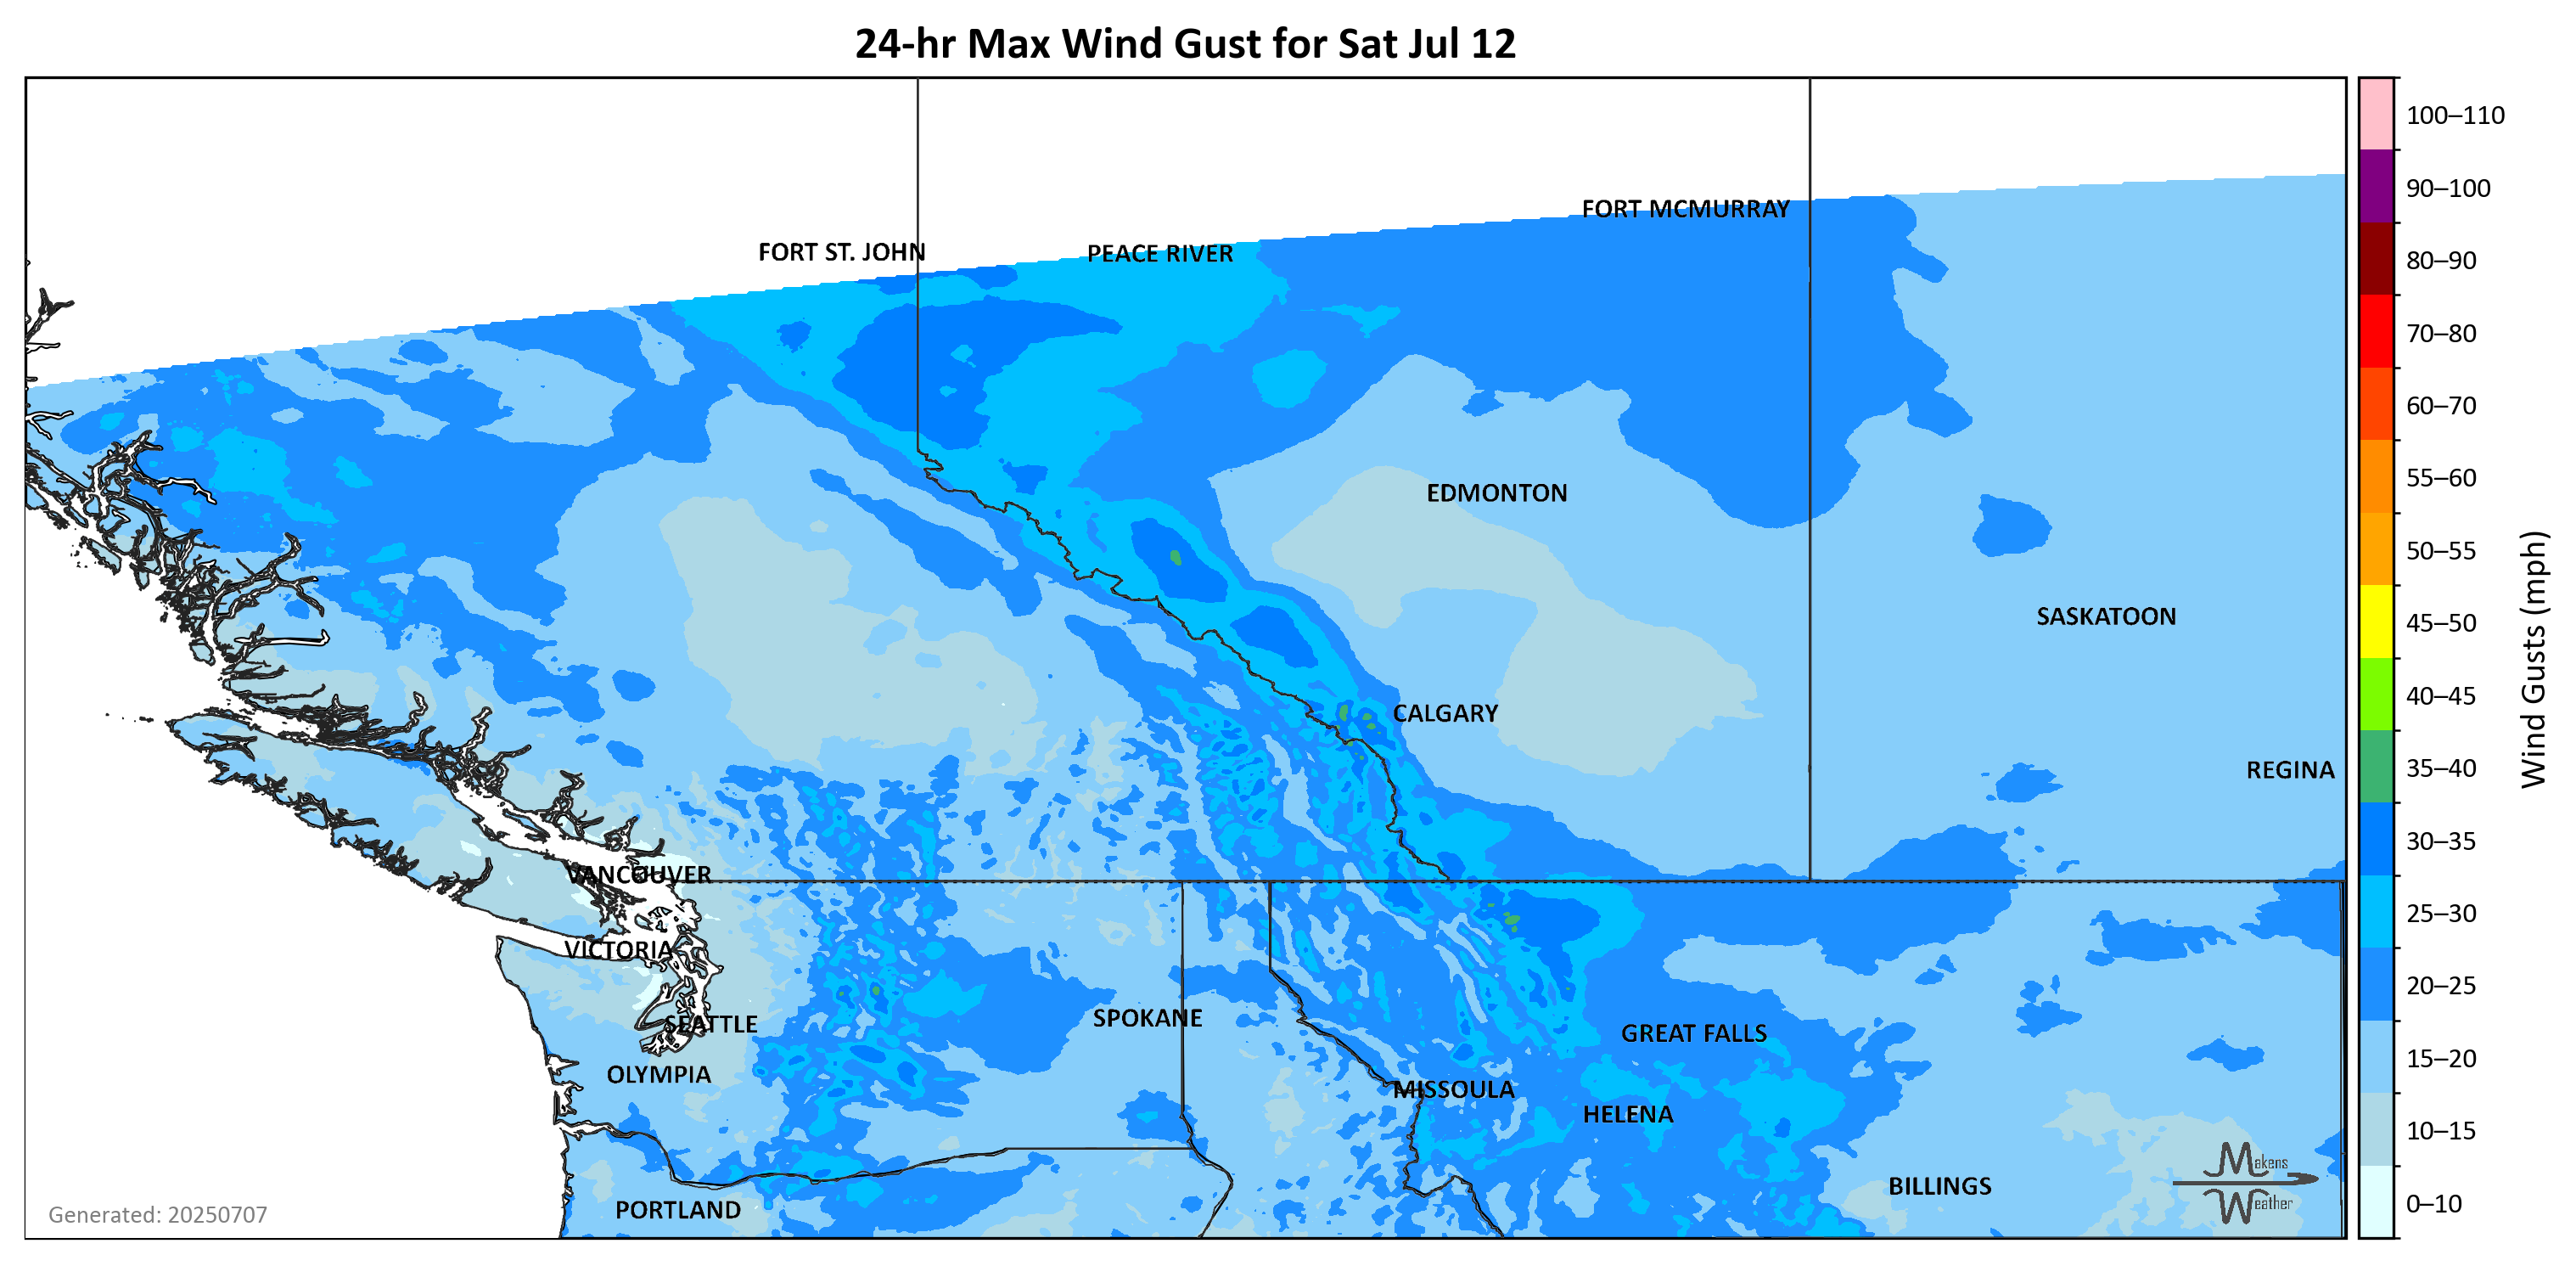 24-hr Max Wind Gust for Sat Jul 12
100–110
90–100
80–90
70–80
60–70
55–60
50–55
45–50
40–45
35–40
30–35
25–30
20–25
15–20
10–15
0–10
Wind Gusts (mph)
FORT MCMURRAY
FORT ST. JOHN
PEACE RIVER
EDMONTON
SASKATOON
CALGARY
REGINA
VANCOUVER
VICTORIA
SPOKANE
SEATTLE
GREAT FALLS
OLYMPIA
MISSOULA
HELENA
BILLINGS
PORTLAND
Makens
Weather
Generated: 20250707